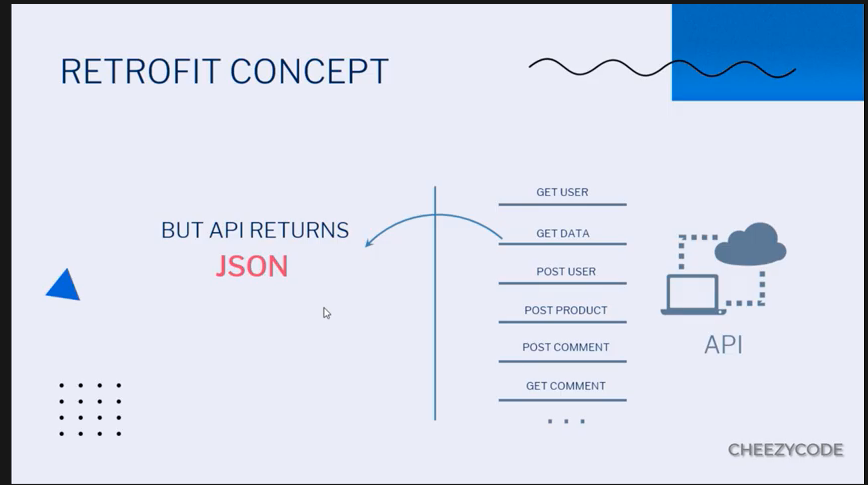 RETROFIT CONCEPT
BUT API RETURNS
JSON
GET USER
GET DATA
POST USER
POST PRODUCT
POST COMMENT
GET COMMENT
. . .
API
CHEEZYCODE